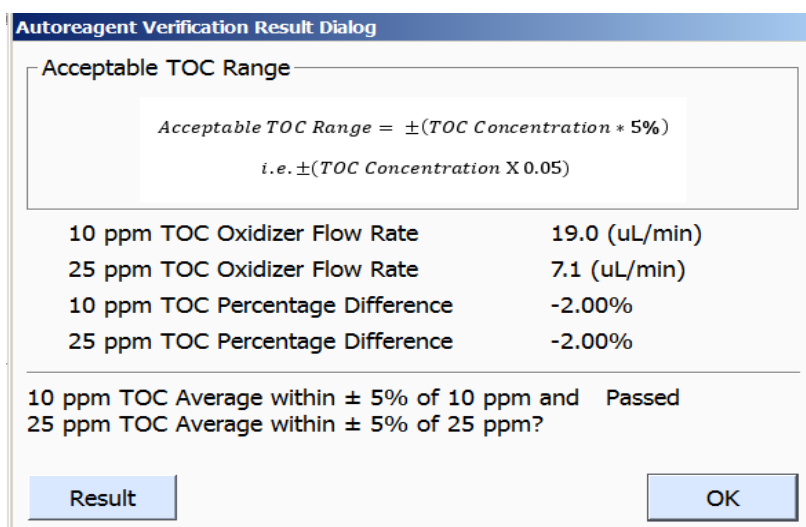 Autoreagent Verification Result Dialog
Acceptable TOC Range
Acceptable TOC Range = ±(TOC Concentration * 5%)
i.e.±(TOC Concentration X 0.05)
10 ppm TOC Oxidizer Flow Rate 19.0 (uL/min)
25 ppm TOC Oxidizer Flow Rate 7.1 (uL/min)
10 ppm TOC Percentage Difference -2.00%
25 ppm TOC Percentage Difference -2.00%
10 ppm TOC Average within ± 5% of 10 ppm and Passed
25 ppm TOC Average within ± 5% of 25 ppm?
Result OK